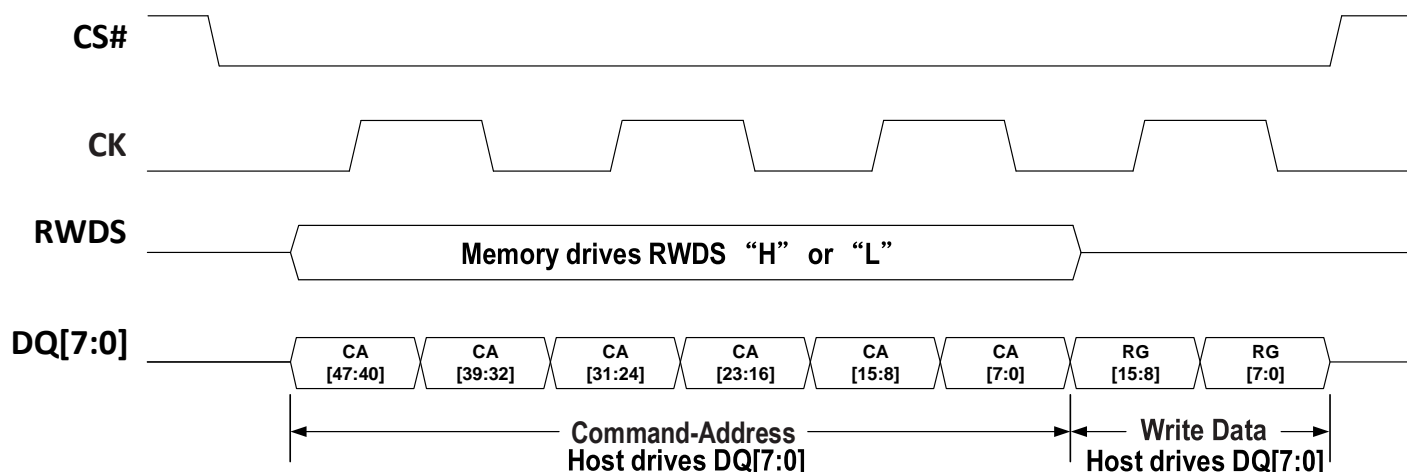 CS#
CK
RWDS
Memory drives RWDS “H” or “L”
DQ[7:0]
CA
[47:40]
CA
[39:32]
CA
[31:24]
CA
[23:16]
CA
[15:8]
CA
[7:0]
RG
[15:8]
RG
[7:0]
Command-Address
Host drives DQ[7:0]
Write Data
Host drives DQ[7:0]